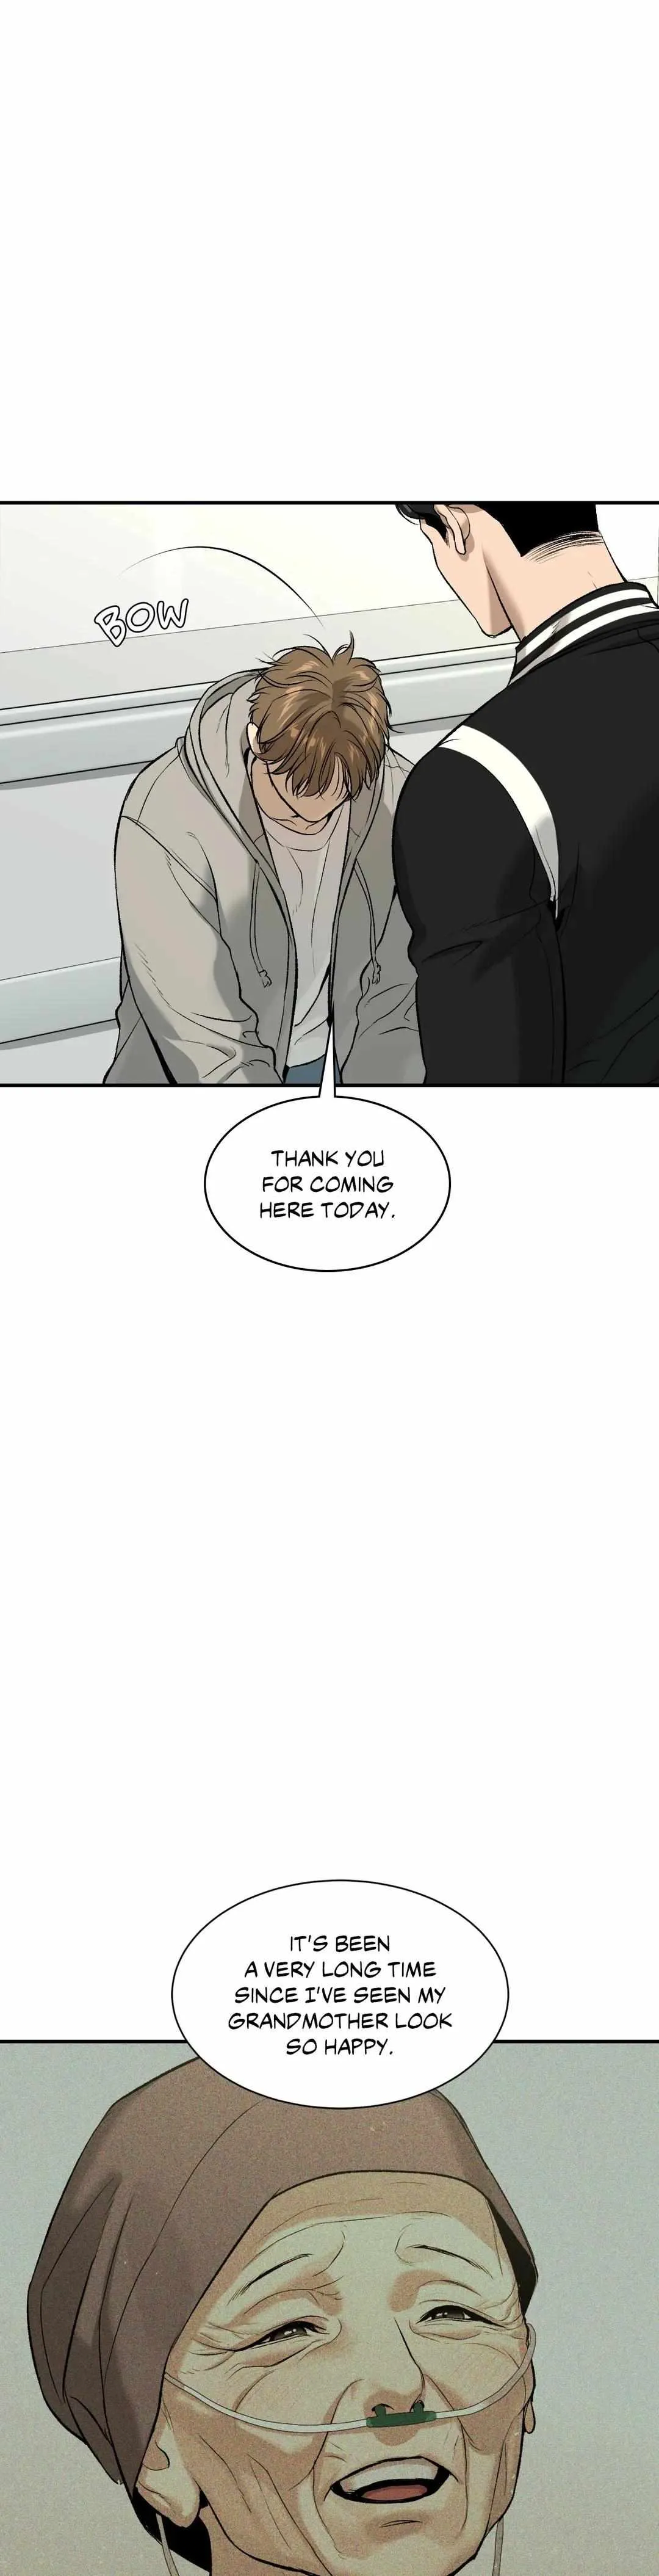 BOW
THANK YOU
FOR COMING
HERE TODAY.
IT'S BEEN
A VERY LONG TIME
SINCE I'VE SEEN MY
GRANDMOTHER LOOK
SO HAPPY.